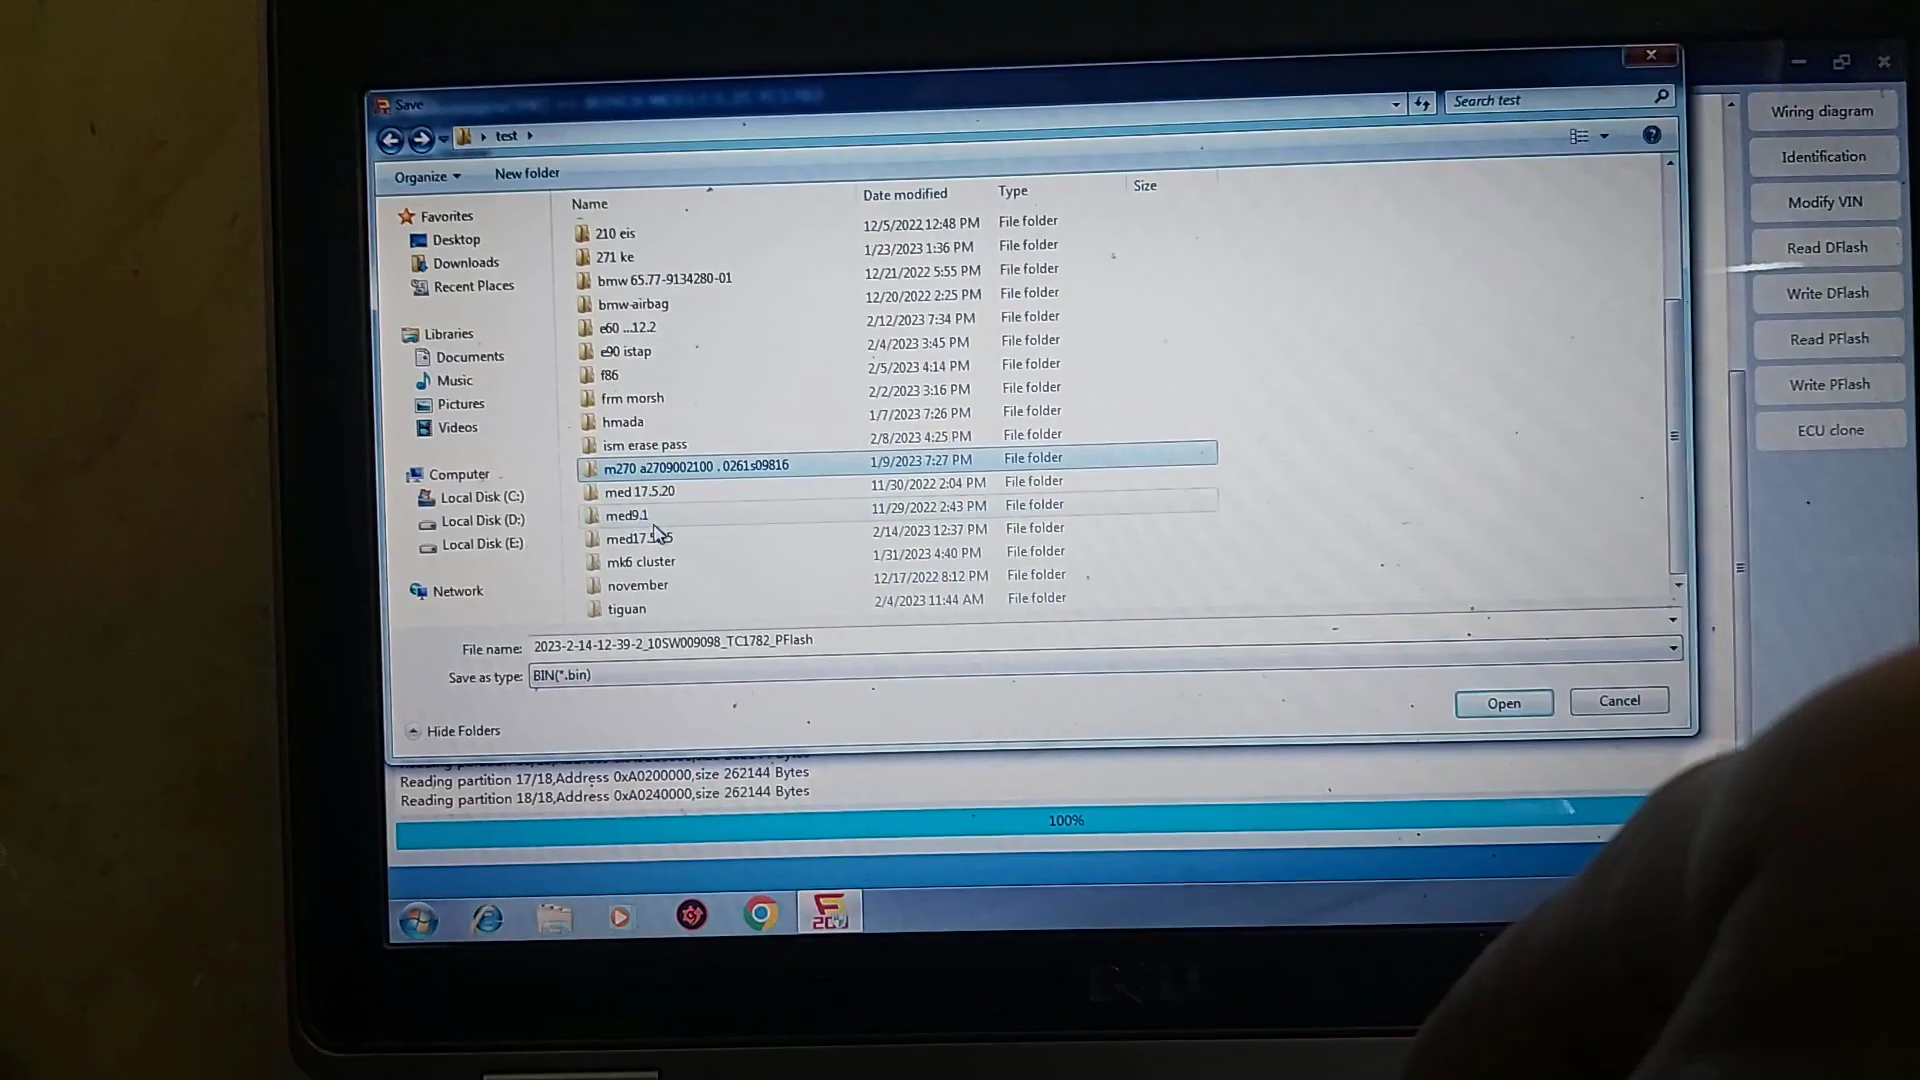 Save
test
Search test
Organize
New folder
Name
Date modified
Type
Size
Favorites
Desktop
Downloads
Recent Places
Libraries
Documents
Music
Pictures
Videos
Computer
Local Disk (C:)
Local Disk (D:)
Local Disk (E:)
Network
210 eis 12/5/2022 12:48 PM File folder
271 ke 1/23/2023 1:36 PM File folder
bmw 65.77-9134280-01 12/21/2022 5:55 PM File folder
bmw airbag 12/20/2022 2:25 PM File folder
e60 ...12.2 2/12/2023 7:34 PM File folder
e90 istap 2/4/2023 3:45 PM File folder
f86 2/5/2023 4:14 PM File folder
frm morsh 2/2/2023 3:16 PM File folder
hmada 1/7/2023 7:26 PM File folder
ism erase pass 2/8/2023 4:25 PM File folder
m270 a2709002100 . 0261s09816 1/9/2023 7:27 PM File folder
med 17.5.20 11/30/2022 2:04 PM File folder
med9.1 11/29/2022 2:43 PM File folder
2/14/2023 12:37 PM File folder
mk6 cluster 1/31/2023 4:40 PM File folder
november 12/17/2022 8:12 PM File folder
tiguan 2/4/2023 11:44 AM File folder
File name: 2023-2-14-12-39-2_10SW009098_TC1782_PFlash
Save as type: BIN(*.bin)
Open
Cancel
Hide Folders
Reading partition 17/18,Address 0xA0200000,size 262144 Bytes
Reading partition 18/18,Address 0xA0240000,size 262144 Bytes
100%
Wiring diagram
Identification
Modify VIN
Read DFlash
Write DFlash
Read PFlash
Write PFlash
ECU clone
DELL